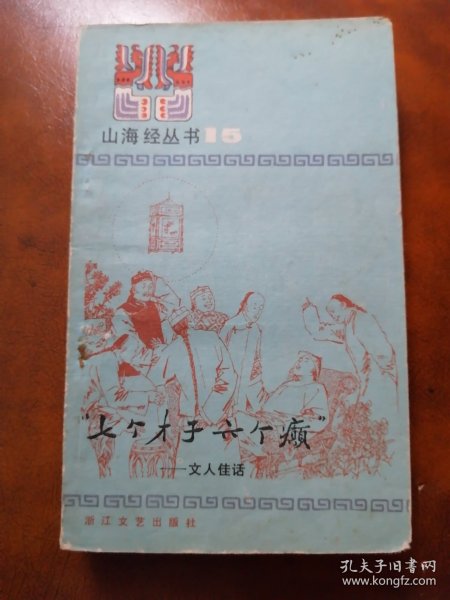 山海经丛书15
“七个才子六个癫”
——文人佳话
浙江文艺出版社
孔夫子旧书网
www.kongfz.com